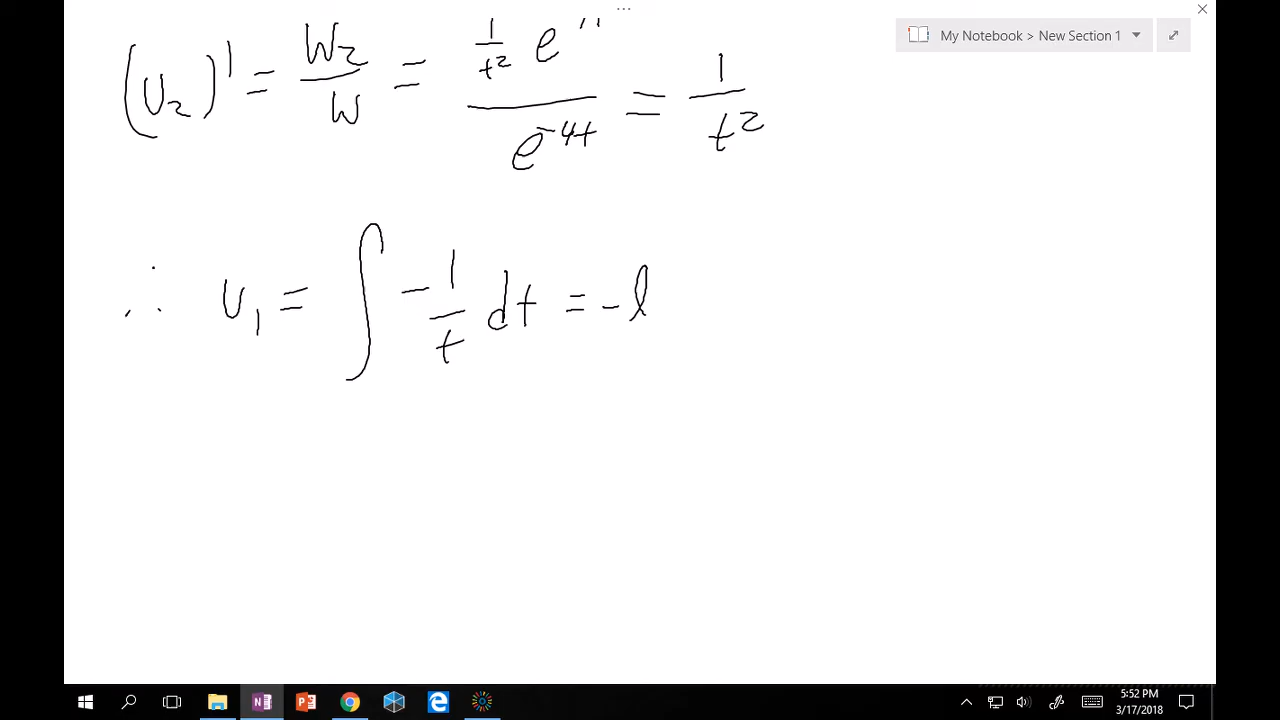 ...
My Notebook > New Section 1
(U₂)' = W₂/W = (1/t² e)/(e^-4t) = 1/t²
∴ U₁ = ∫ -1/t dt = -l
5:52 PM
3/17/2018